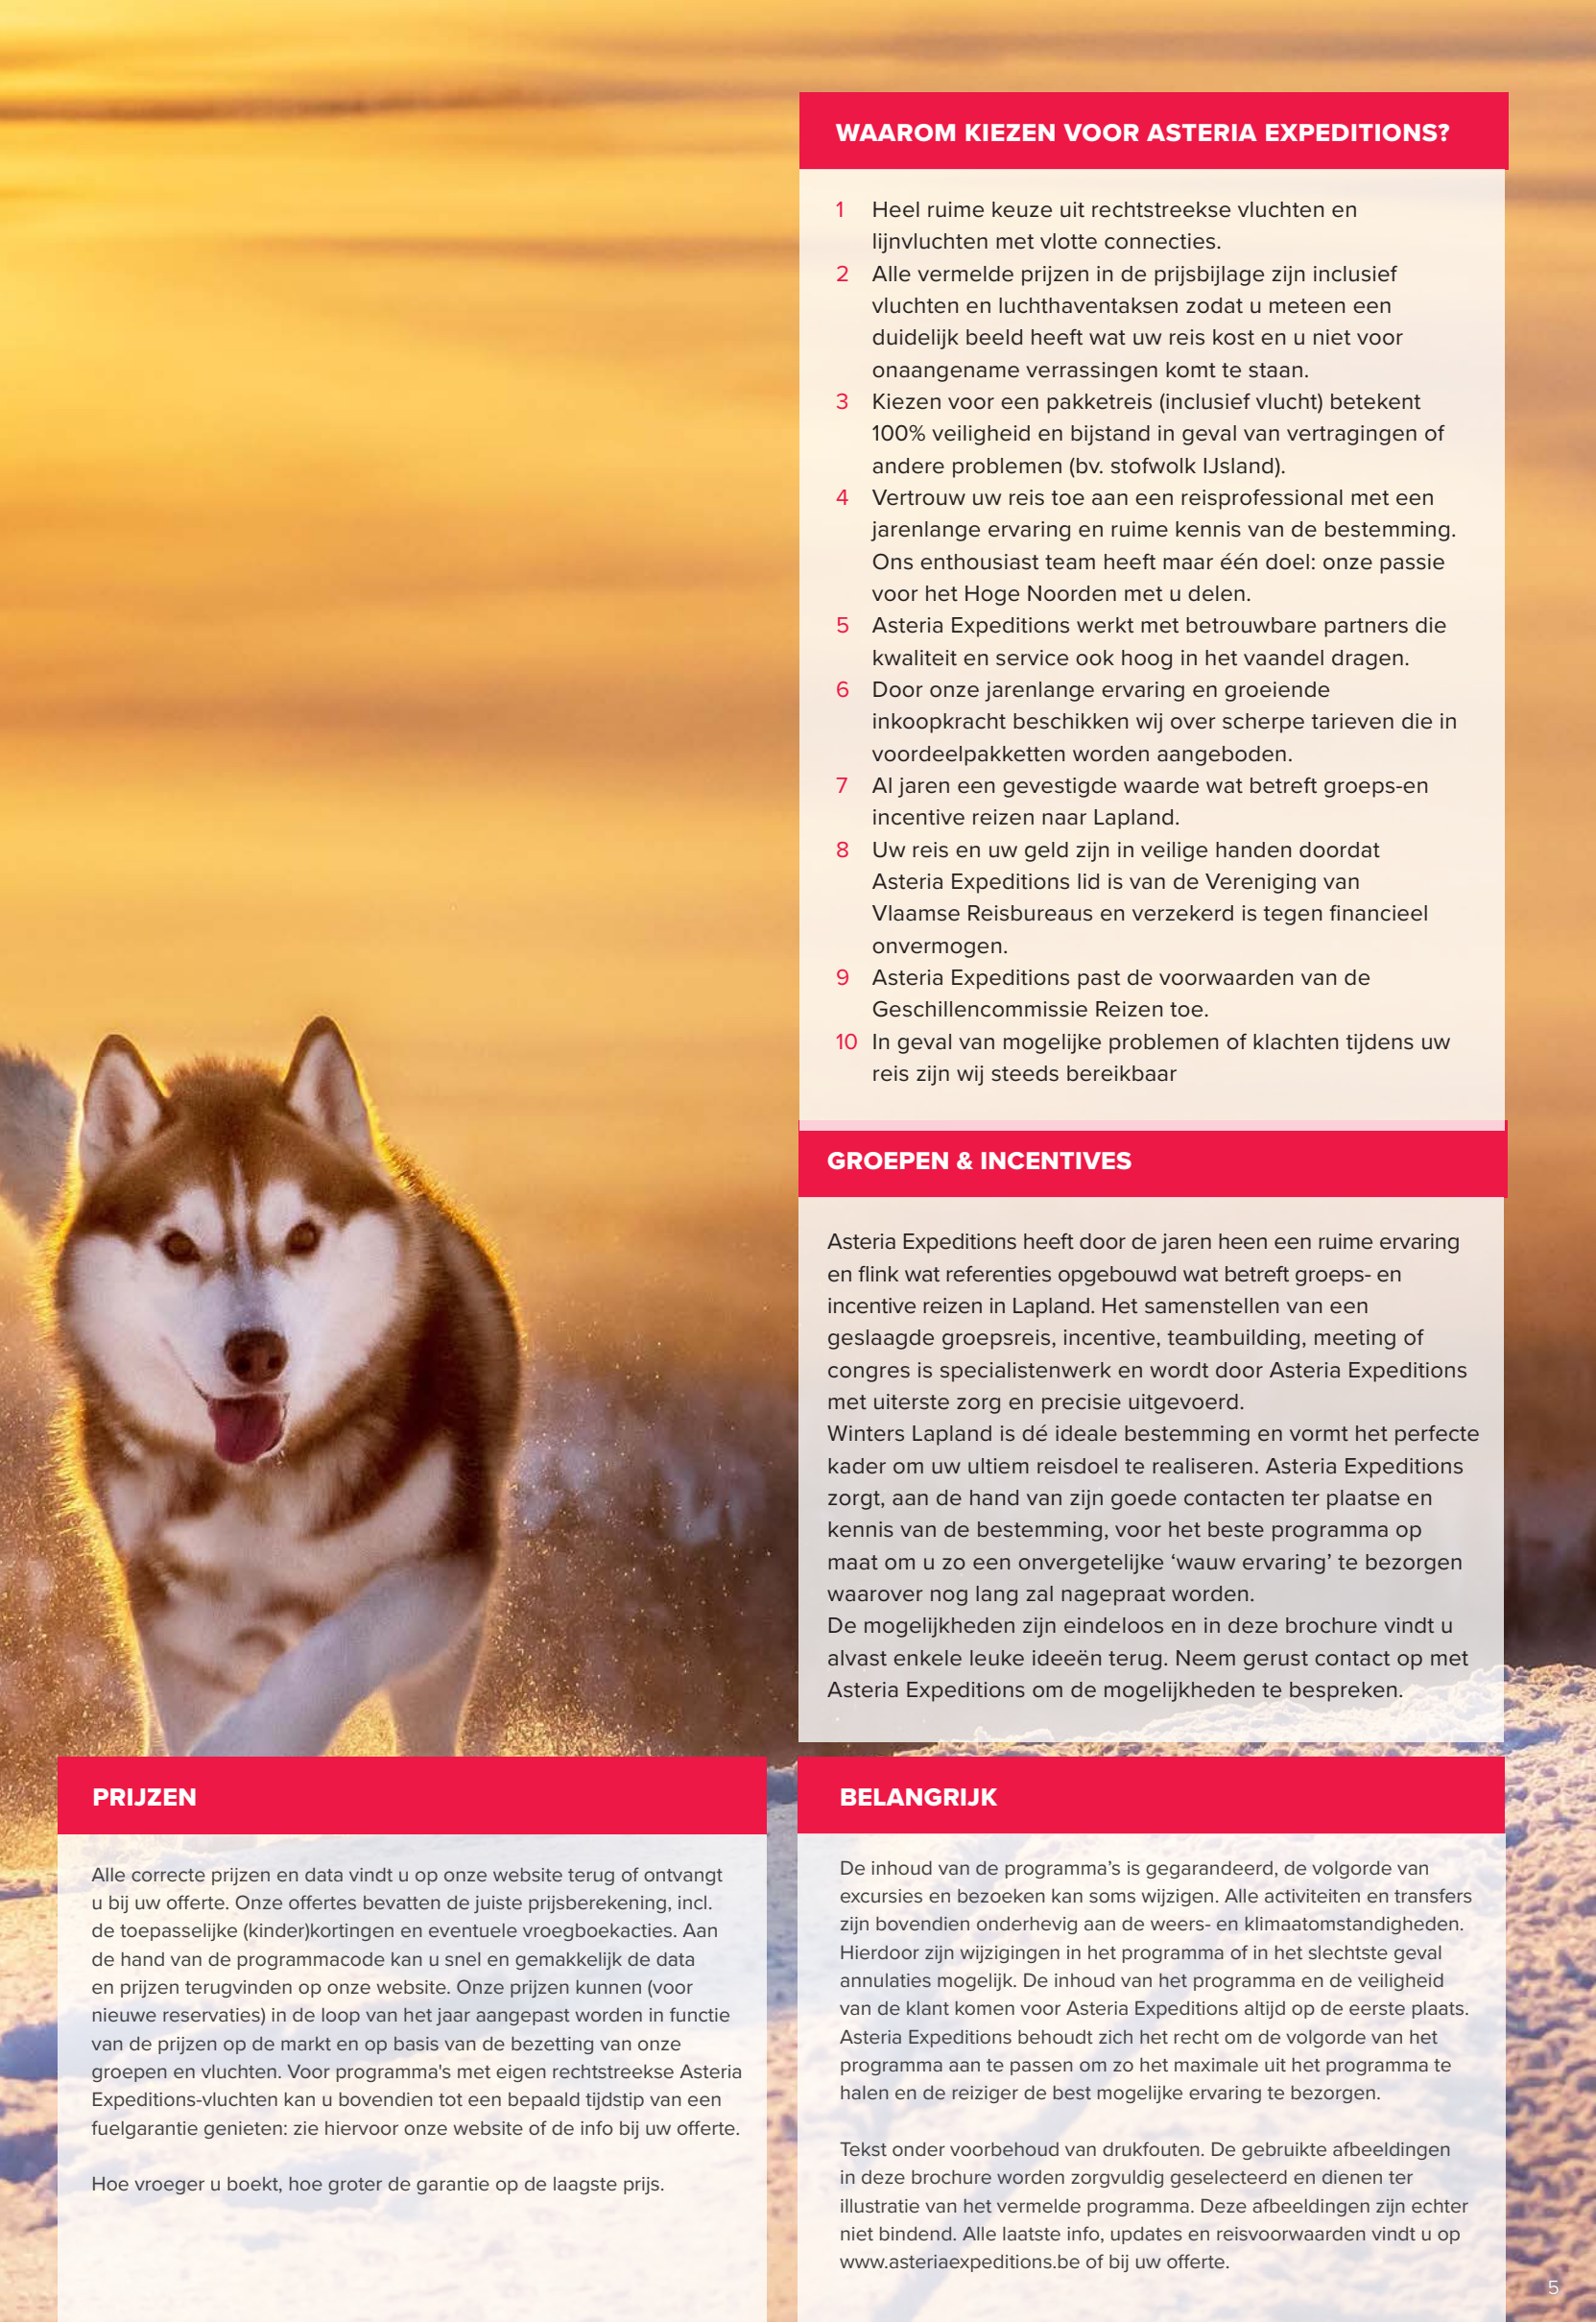 WAAROM KIEZEN VOOR ASTERIA EXPEDITIONS?
1 Heel ruime keuze uit rechtstreekse vluchten en
lijnvluchten met vlotte connecties.
2 Alle vermelde prijzen in de prijsbijlage zijn inclusief
vluchten en luchthaventaksen zodat u meteen een
duidelijk beeld heeft wat uw reis kost en u niet voor
onaangename verrassingen komt te staan.
3 Kiezen voor een pakketreis (inclusief vlucht) betekent
100% veiligheid en bijstand in geval van vertragingen of
andere problemen (bv. stofwolk IJsland).
4 Vertrouw uw reis toe aan een reisprofessional met een
jarenlange ervaring en ruime kennis van de bestemming.
Ons enthousiast team heeft maar één doel: onze passie
voor het Hoge Noorden met u delen.
5 Asteria Expeditions werkt met betrouwbare partners die
kwaliteit en service ook hoog in het vaandel dragen.
6 Door onze jarenlange ervaring en groeiende
inkoopkracht beschikken wij over scherpe tarieven die in
voordeelpakketten worden aangeboden.
7 Al jaren een gevestigde waarde wat betreft groeps-en
incentive reizen naar Lapland.
8 Uw reis en uw geld zijn in veilige handen doordat
Asteria Expeditions lid is van de Vereniging van
Vlaamse Reisbureaus en verzekerd is tegen financieel
onvermogen.
9 Asteria Expeditions past de voorwaarden van de
Geschillencommissie Reizen toe.
10 In geval van mogelijke problemen of klachten tijdens uw
reis zijn wij steeds bereikbaar
GROEPEN & INCENTIVES
Asteria Expeditions heeft door de jaren heen een ruime ervaring
en flink wat referenties opgebouwd wat betreft groeps- en
incentive reizen in Lapland. Het samenstellen van een
geslaagde groepsreis, incentive, teambuilding, meeting of
congres is specialistenwerk en wordt door Asteria Expeditions
met uiterste zorg en precisie uitgevoerd.
Winters Lapland is dé ideale bestemming en vormt het perfecte
kader om uw ultiem reisdoel te realiseren. Asteria Expeditions
zorgt, aan de hand van zijn goede contacten ter plaatse en
kennis van de bestemming, voor het beste programma op
maat om u zo een onvergetelijke ‘wauw ervaring’ te bezorgen
waarover nog lang zal nagepraat worden.
De mogelijkheden zijn eindeloos en in deze brochure vindt u
alvast enkele leuke ideeën terug. Neem gerust contact op met
Asteria Expeditions om de mogelijkheden te bespreken.
PRIJZEN
Alle correcte prijzen en data vindt u op onze website terug of ontvangt
u bij uw offerte. Onze offertes bevatten de juiste prijsberekening, incl.
de toepasselijke (kinder)kortingen en eventuele vroegboekacties. Aan
de hand van de programmacode kan u snel en gemakkelijk de data
en prijzen terugvinden op onze website. Onze prijzen kunnen (voor
nieuwe reservaties) in de loop van het jaar aangepast worden in functie
van de prijzen op de markt en op basis van de bezetting van onze
groepen en vluchten. Voor programma's met eigen rechtstreekse Asteria
Expeditions-vluchten kan u bovendien tot een bepaald tijdstip van een
fuelgarantie genieten: zie hiervoor onze website of de info bij uw offerte.
Hoe vroeger u boekt, hoe groter de garantie op de laagste prijs.
BELANGRIJK
De inhoud van de programma’s is gegarandeerd, de volgorde van
excursies en bezoeken kan soms wijzigen. Alle activiteiten en transfers
zijn bovendien onderhevig aan de weers- en klimaatomstandigheden.
Hierdoor zijn wijzigingen in het programma of in het slechtste geval
annulaties mogelijk. De inhoud van het programma en de veiligheid
van de klant komen voor Asteria Expeditions altijd op de eerste plaats.
Asteria Expeditions behoudt zich het recht om de volgorde van het
programma aan te passen om zo het maximale uit het programma te
halen en de reiziger de best mogelijke ervaring te bezorgen.
Tekst onder voorbehoud van drukfouten. De gebruikte afbeeldingen
in deze brochure worden zorgvuldig geselecteerd en dienen ter
illustratie van het vermelde programma. Deze afbeeldingen zijn echter
niet bindend. Alle laatste info, updates en reisvoorwaarden vindt u op
www.asteriaexpeditions.be of bij uw offerte.
5